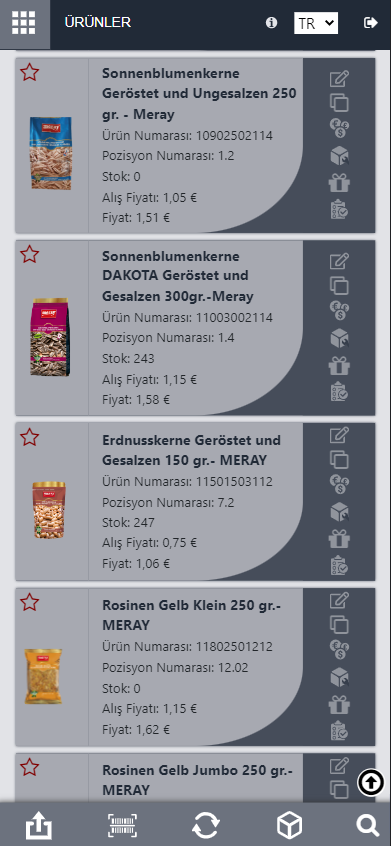 ÜRÜNLER
TR
Sonnenblumenkerne
Geröstet und Ungesalzen 250
gr. - Meray
Ürün Numarası: 10902502114
Pozisyon Numarası: 1.2
Stok: 0
Alış Fiyatı: 1,05 €
Fiyat: 1,51 €
Sonnenblumenkerne
DAKOTA Geröstet und
Gesalzen 300gr.-Meray
Ürün Numarası: 11003002114
Pozisyon Numarası: 1.4
Stok: 243
Alış Fiyatı: 1,15 €
Fiyat: 1,58 €
Erdnusskerne Geröstet und
Gesalzen 150 gr.- MERAY
Ürün Numarası: 11501503112
Pozisyon Numarası: 7.2
Stok: 247
Alış Fiyatı: 0,75 €
Fiyat: 1,06 €
Rosinen Gelb Klein 250 gr.-
MERAY
Ürün Numarası: 11802501212
Pozisyon Numarası: 12.02
Stok: 0
Alış Fiyatı: 1,15 €
Fiyat: 1,62 €
Rosinen Gelb Jumbo 250 gr.-
MERAY